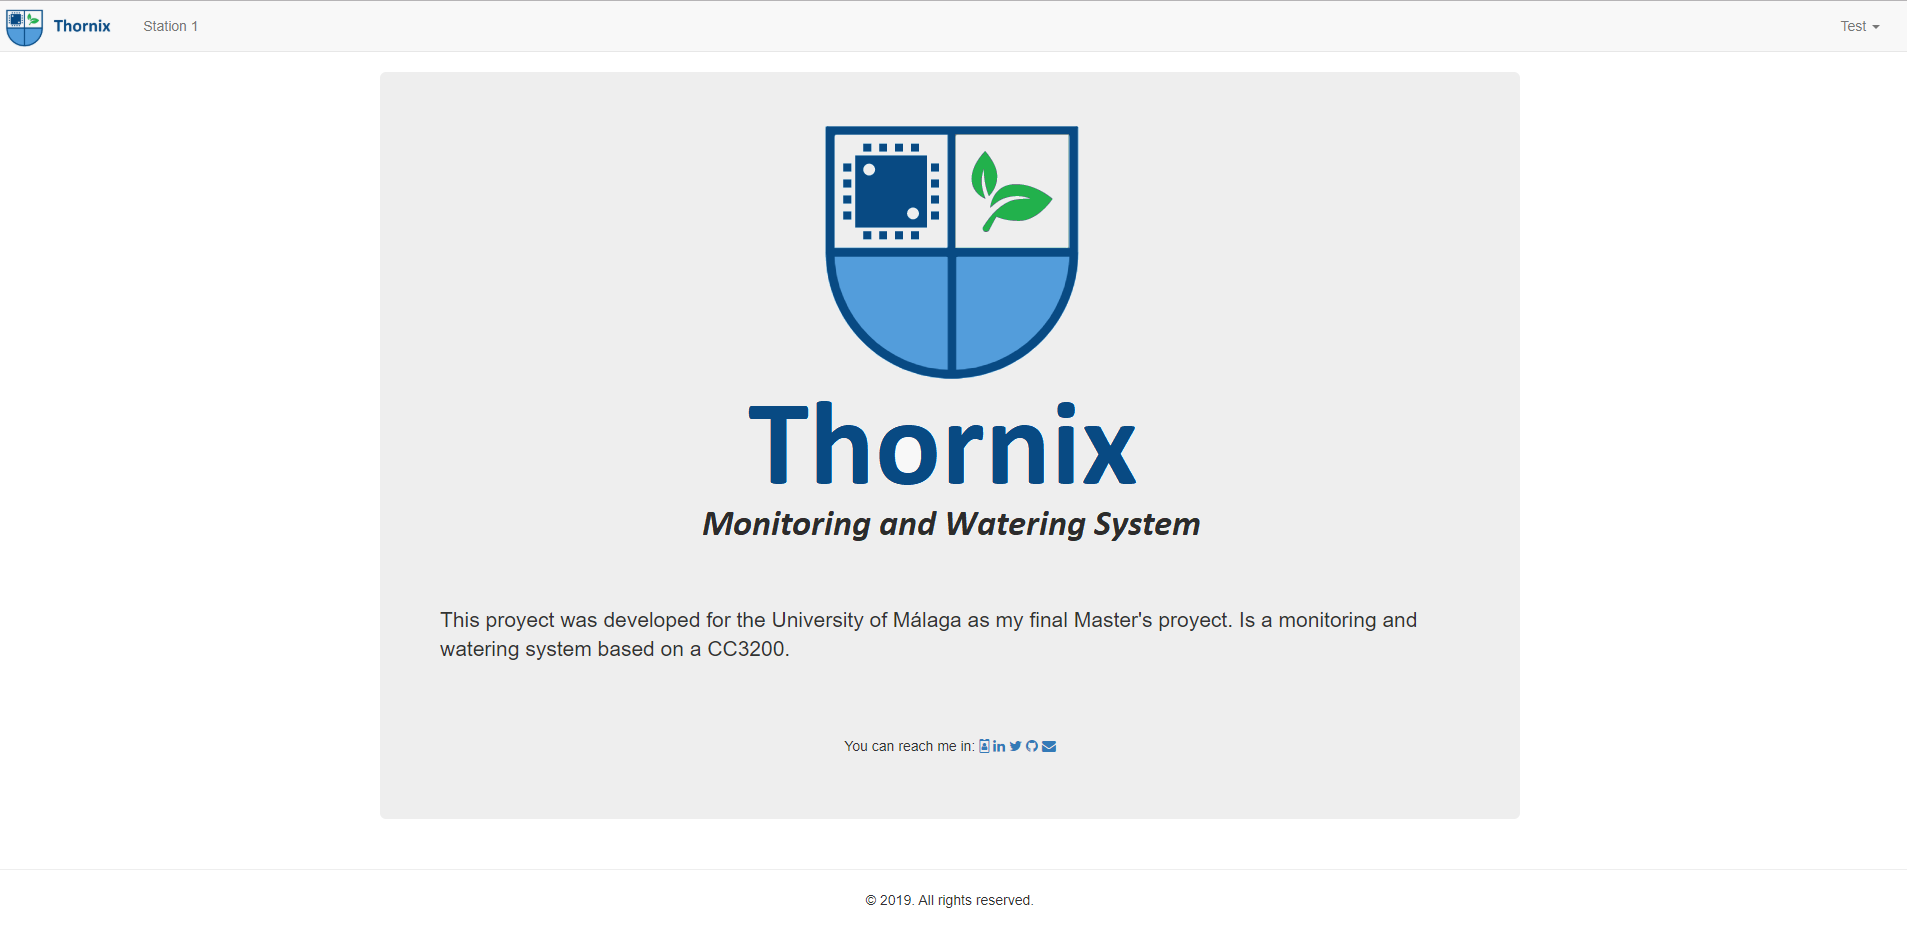 Thornix Station 1 Test
Thornix
Monitoring and Watering System
This proyect was developed for the University of Málaga as my final Master's proyect. Is a monitoring and
watering system based on a CC3200.
You can reach me in:
© 2019. All rights reserved.